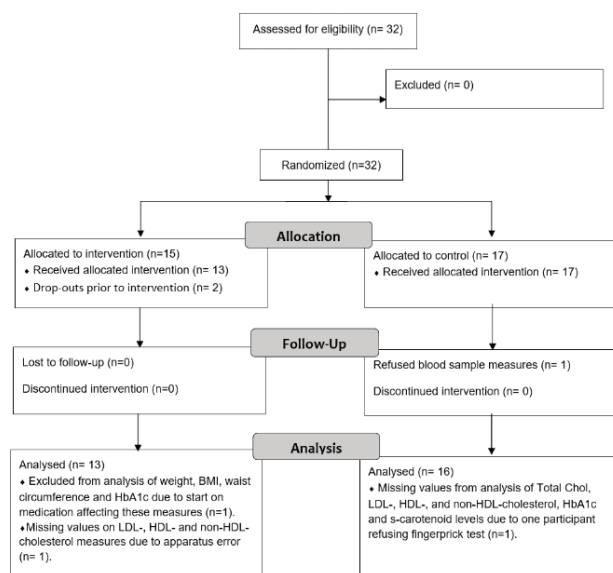 Assessed for eligibility (n= 32)
Excluded (n= 0)
Randomized (n=32)
Allocation
Allocated to intervention (n=15)
♦ Received allocated intervention (n= 13)
♦ Drop-outs prior to intervention (n= 2)
Allocated to control (n= 17)
♦ Received allocated intervention (n= 17)
Follow-Up
Lost to follow-up (n=0)
Discontinued intervention (n=0)
Refused blood sample measures (n= 1)
Discontinued intervention (n= 0)
Analysis
Analysed (n= 13)
♦ Excluded from analysis of weight, BMI, waist
circumference and HbA1c due to start on
medication affecting these measures (n=1).
♦Missing values on LDL-, HDL- and non-HDL-
cholesterol measures due to apparatus error
(n= 1).
Analysed (n= 16)
♦ Missing values from analysis of Total Chol,
LDL-, HDL-, and non-HDL-cholesterol, HbA1c
and s-carotenoid levels due to one participant
refusing fingerprick test (n=1).